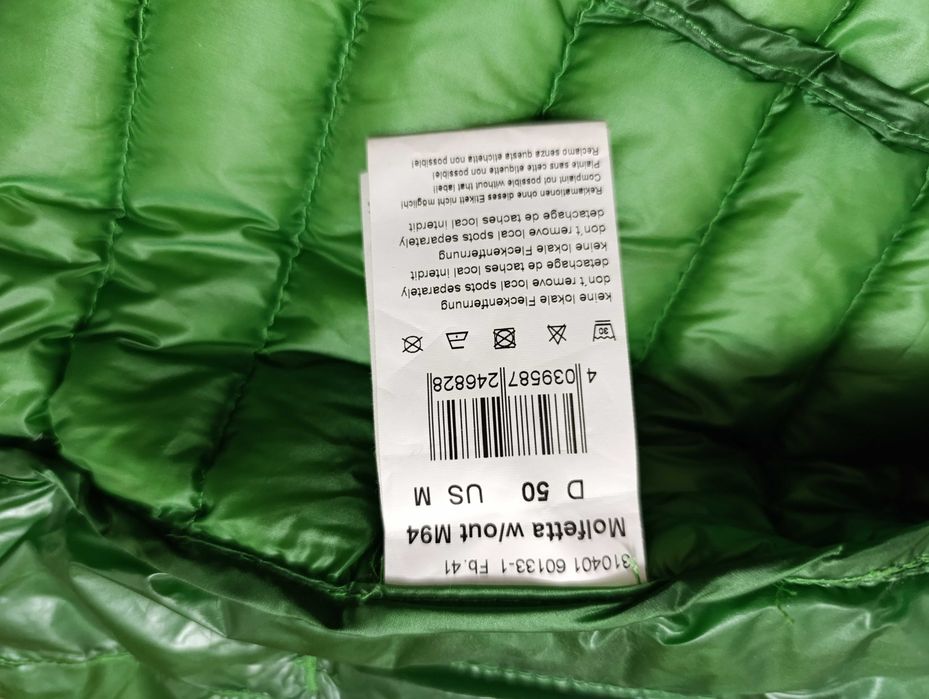 310401 60133-1 Fb.41
Molfetta w/out M94
D 50 US M
4 039587 246828
30
keine lokale Fleckentfernung
don't remove local spots separately
detachage de taches local interdit
keine lokale Fleckentfernung
don't remove local spots separately
detachage de taches local interdit
Reklamationen ohne dieses Etikett nicht möglich!
Complaint not possible without that label!
Plainte sans cette etiquette non possible!
Reclamo senza questa etichetta non possible!